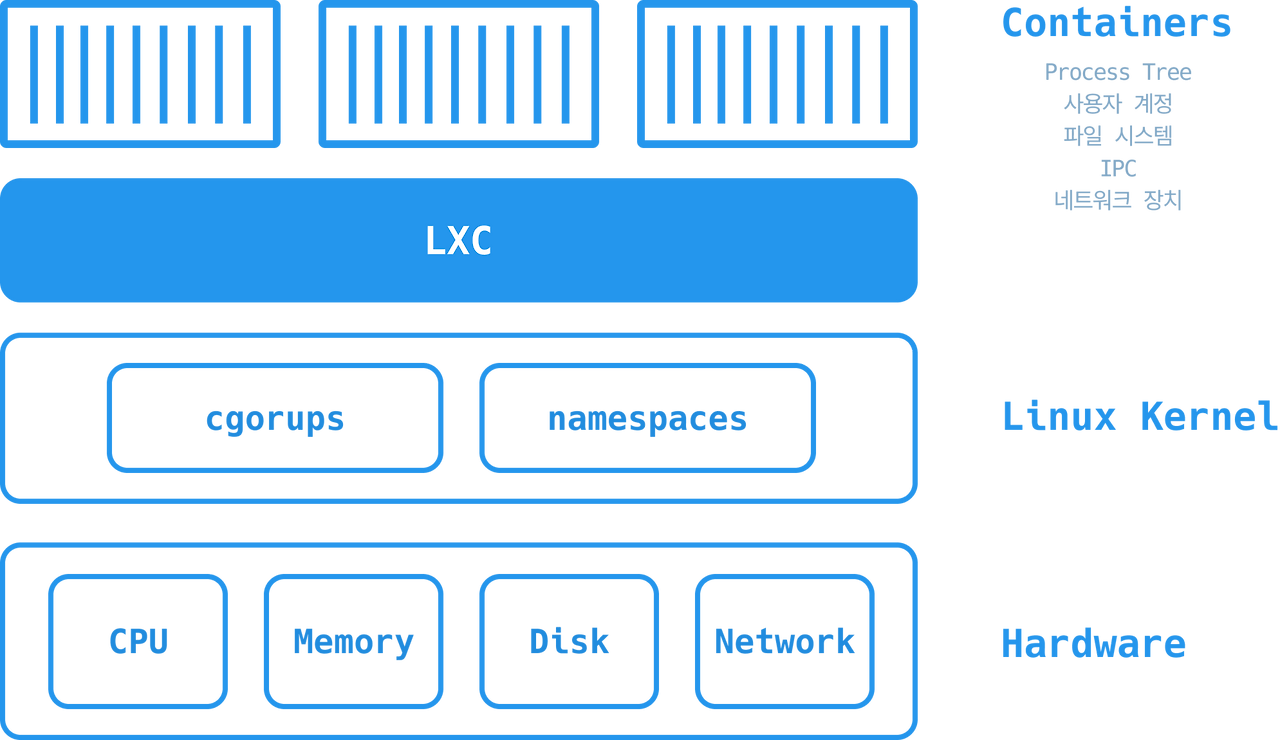 Containers
Process Tree
사용자 계정
파일 시스템
IPC
네트워크 장치
LXC
cgorups
namespaces
Linux Kernel
CPU
Memory
Disk
Network
Hardware